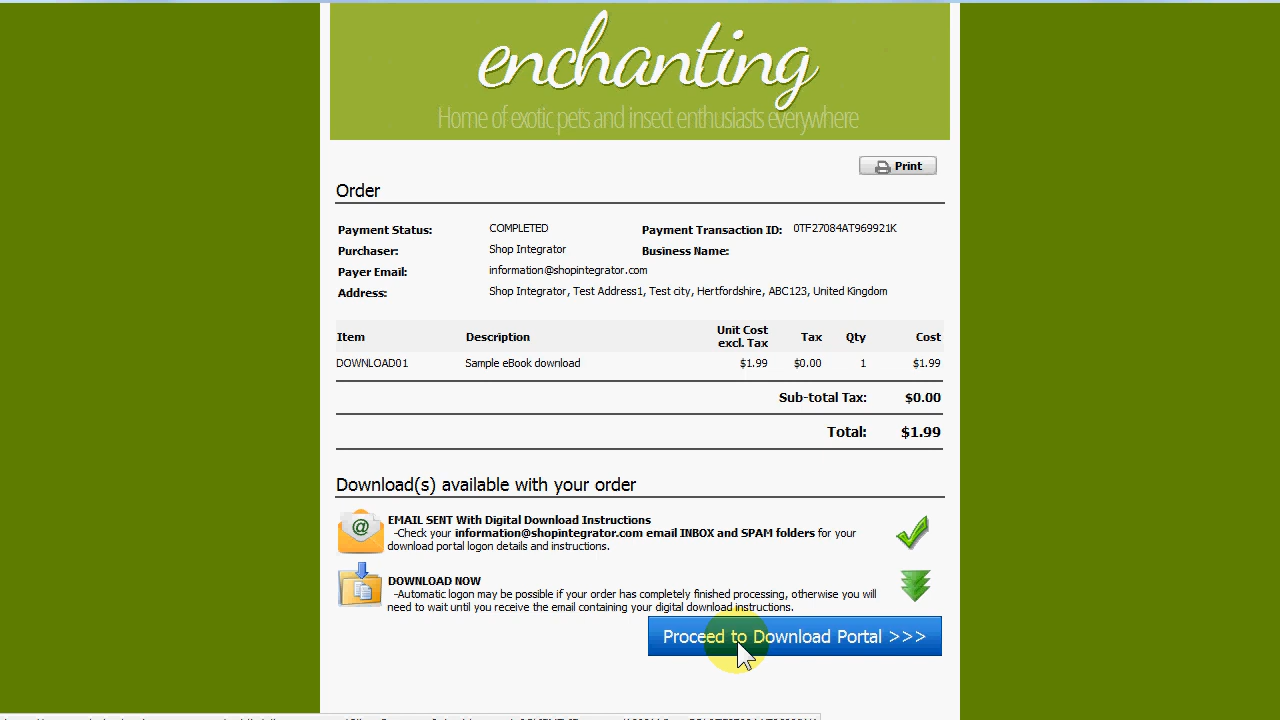 enchanting
Home of exotic pets and insect enthusiasts everywhere
Print
Order
Payment Status: COMPLETED Payment Transaction ID: 0TF27084AT969921K
Purchaser: Shop Integrator Business Name:
Payer Email: information@shopintegrator.com
Address: Shop Integrator, Test Address1, Test city, Hertfordshire, ABC123, United Kingdom
Item Description Unit Cost excl. Tax Tax Qty Cost
DOWNLOAD01 Sample eBook download $1.99 $0.00 1 $1.99
Sub-total Tax: $0.00
Total: $1.99
Download(s) available with your order
EMAIL SENT With Digital Download Instructions
-Check your information@shopintegrator.com email INBOX and SPAM folders for your
download portal logon details and instructions.
DOWNLOAD NOW
-Automatic logon may be possible if your order has completely finished processing, otherwise you will
need to wait until you receive the email containing your digital download instructions.
Proceed to Download Portal >>>